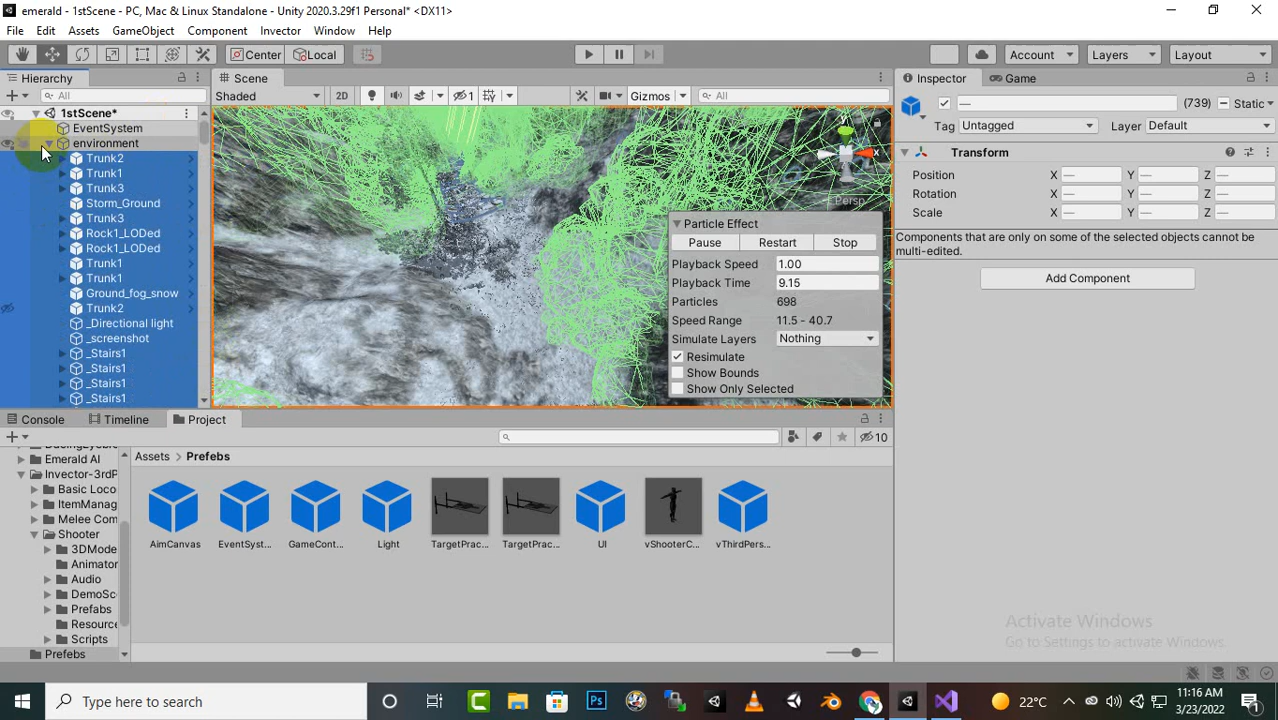 emerald - 1stScene - PC, Mac & Linux Standalone - Unity 2020.3.29f1 Personal* <DX11>
File Edit Assets GameObject Component Invector Window Help
Center Local Account Layers Layout
Hierarchy Scene Inspector Game
All Shaded 2D 1 Gizmos All — (739) Static
1stScene*
EventSystem Tag Untagged Layer Default
environment
Trunk2 Transform
Trunk1 Position X — Y — Z —
Trunk3 Rotation X — Y — Z —
Storm_Ground Persp Scale X — Y — Z —
Trunk3 Particle Effect
Rock1_LODed Pause Restart Stop Components that are only on some of the selected objects cannot be
Rock1_LODed multi-edited.
Trunk1 Playback Speed 1.00
Trunk1 Playback Time 9.15 Add Component
Ground_fog_snow Particles 698
Trunk2 Speed Range 11.5 - 40.7
_Directional light Simulate Layers Nothing
_screenshot
_Stairs1 Resimulate
_Stairs1 Show Bounds
_Stairs1 Show Only Selected
_Stairs1
Console Timeline Project
10
Emerald AI Assets Prefebs
Invector-3rdP
Basic Loco
ItemManag
Melee Com
Shooter
3DMode AimCanvas EventSyst... GameCont... Light TargetPrac... TargetPrac... UI vShooterC... vThirdPers...
Animator
Audio
DemoSc
Prefabs
Resource
Scripts
Prefebs
Activate Windows
Go to Settings to activate Windows.
Type here to search 22°C 11:16 AM
3/23/2022
1